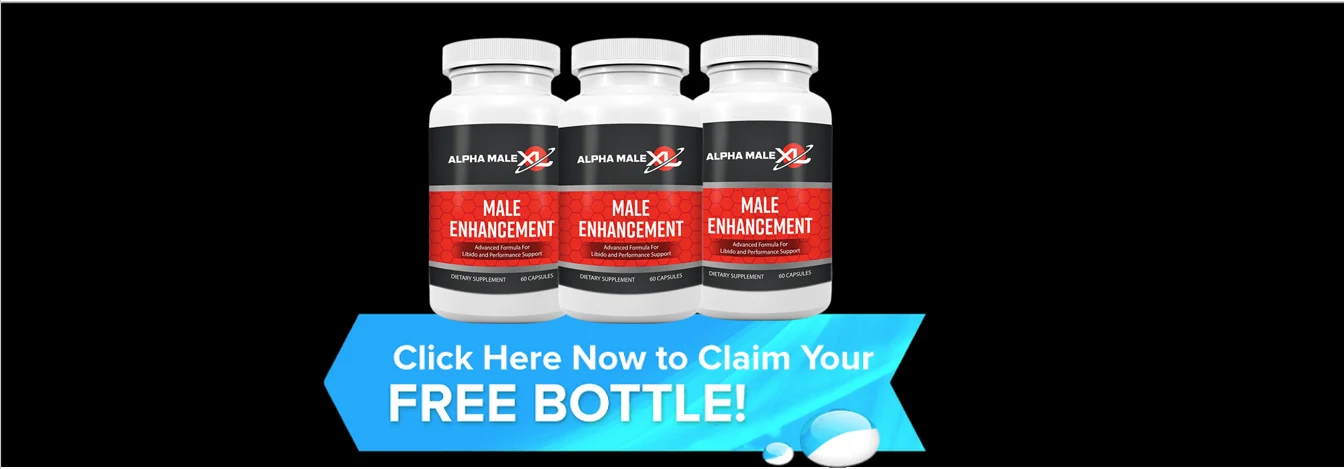 ALPHA MALE XL
MALE
ENHANCEMENT
Advanced Formula For
Libido and Performance Support
DIETARY SUPPLEMENT 60 CAPSULES
ALPHA MALE XL
MALE
ENHANCEMENT
Advanced Formula For
Libido and Performance Support
DIETARY SUPPLEMENT 60 CAPSULES
ALPHA MALE XL
MALE
ENHANCEMENT
Advanced Formula For
Libido and Performance Support
DIETARY SUPPLEMENT 60 CAPSULES
Click Here Now to Claim Your
FREE BOTTLE!